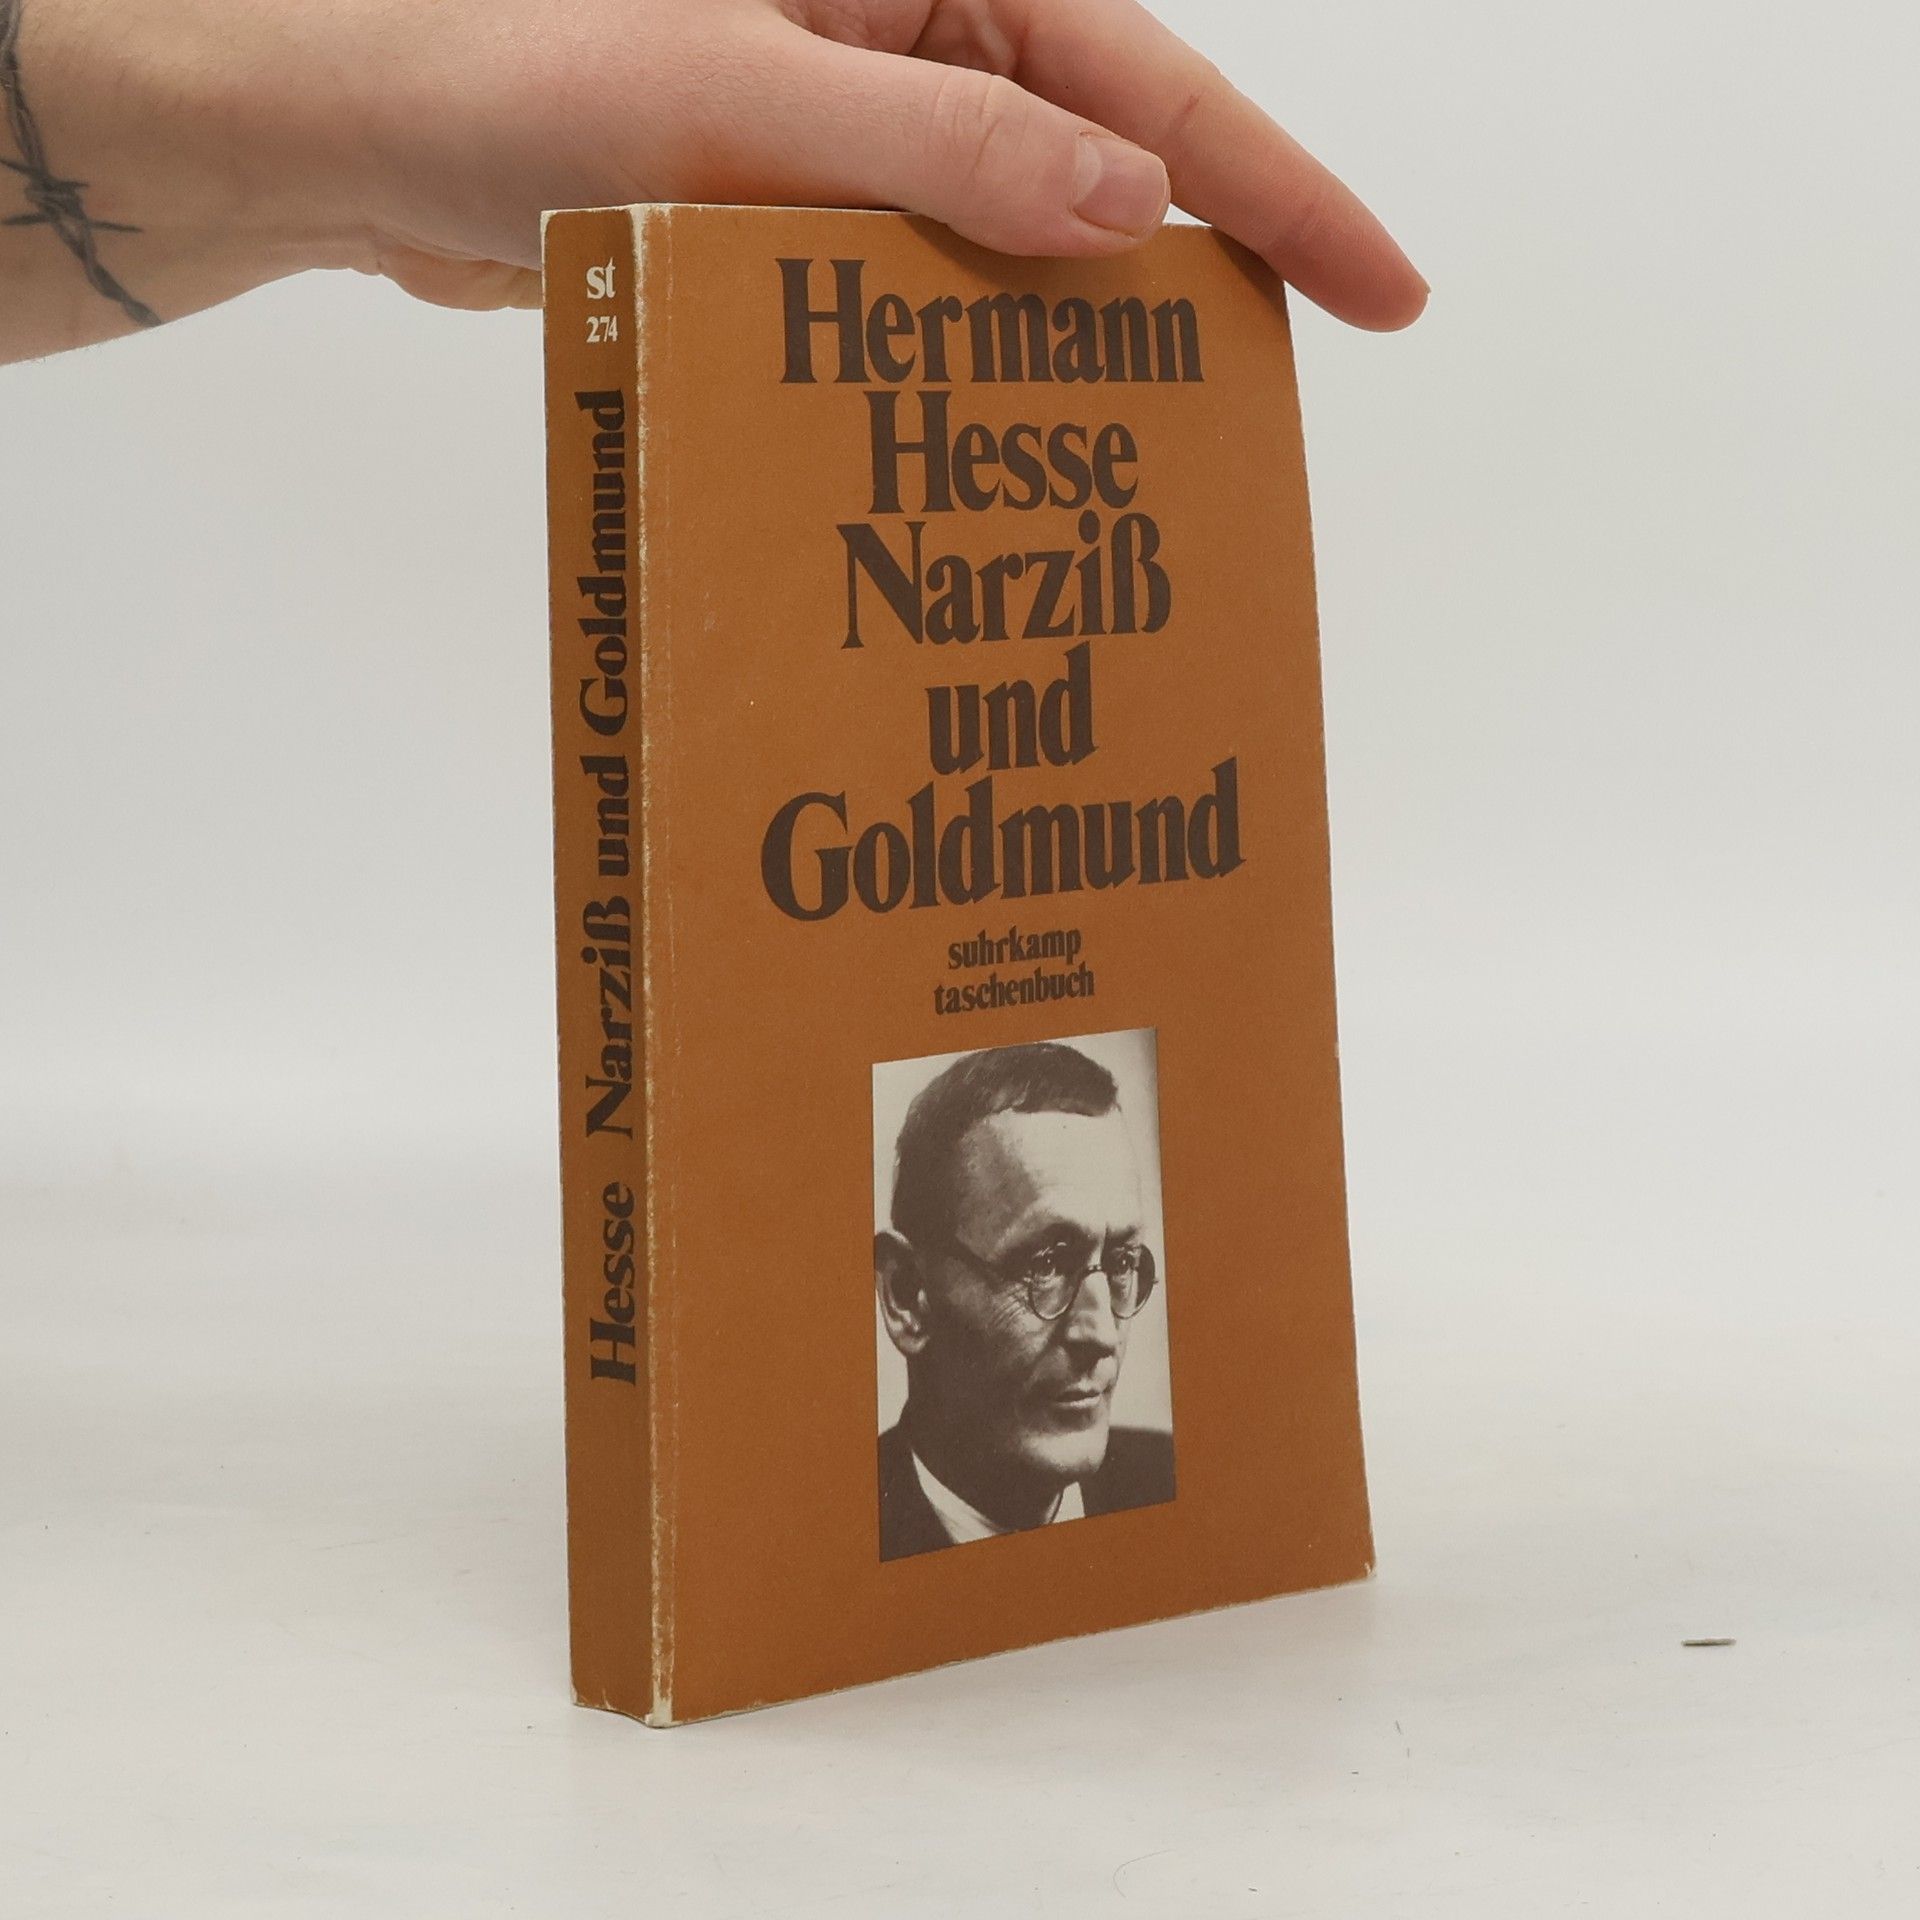 st
274
Hesse Narziß und Goldmund
Hermann
Hesse
Narziß
und
Goldmund
suhrkamp
taschenbuch